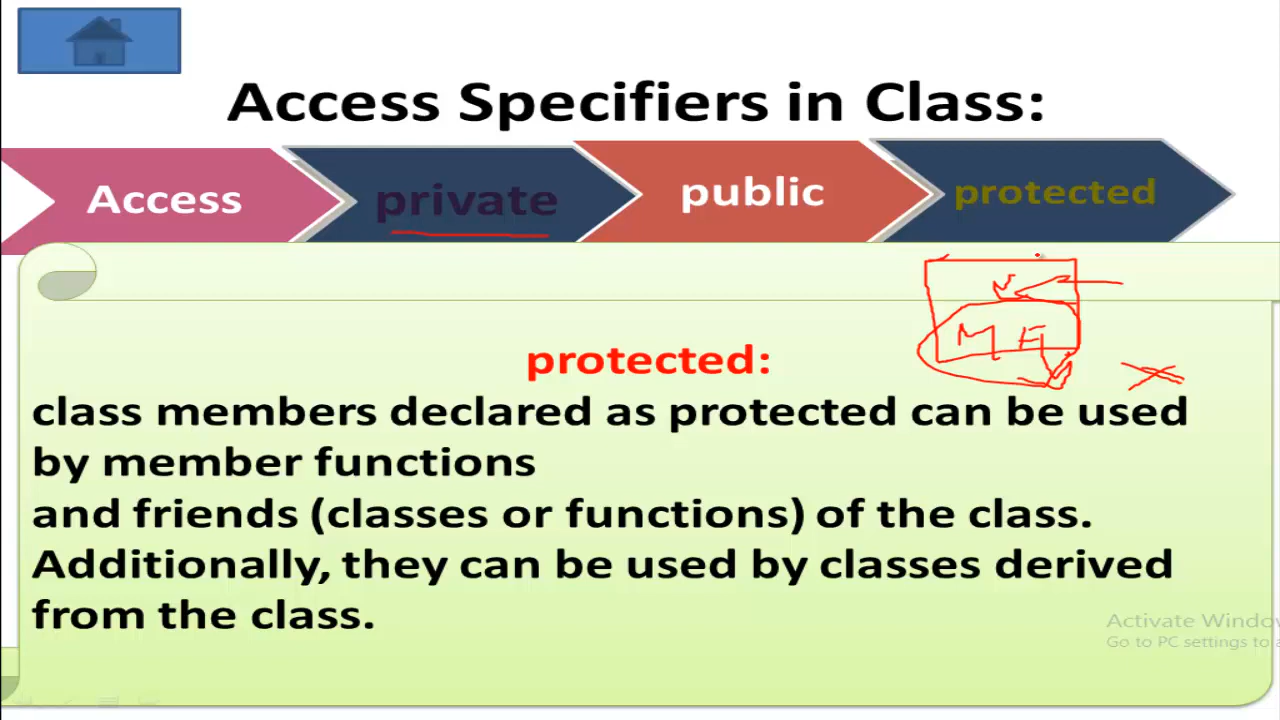 Access Specifiers in Class:
Access private public protected
M F
protected:
class members declared as protected can be used
by member functions
and friends (classes or functions) of the class.
Additionally, they can be used by classes derived
from the class.
Activate Windo
Go to PC settings to a